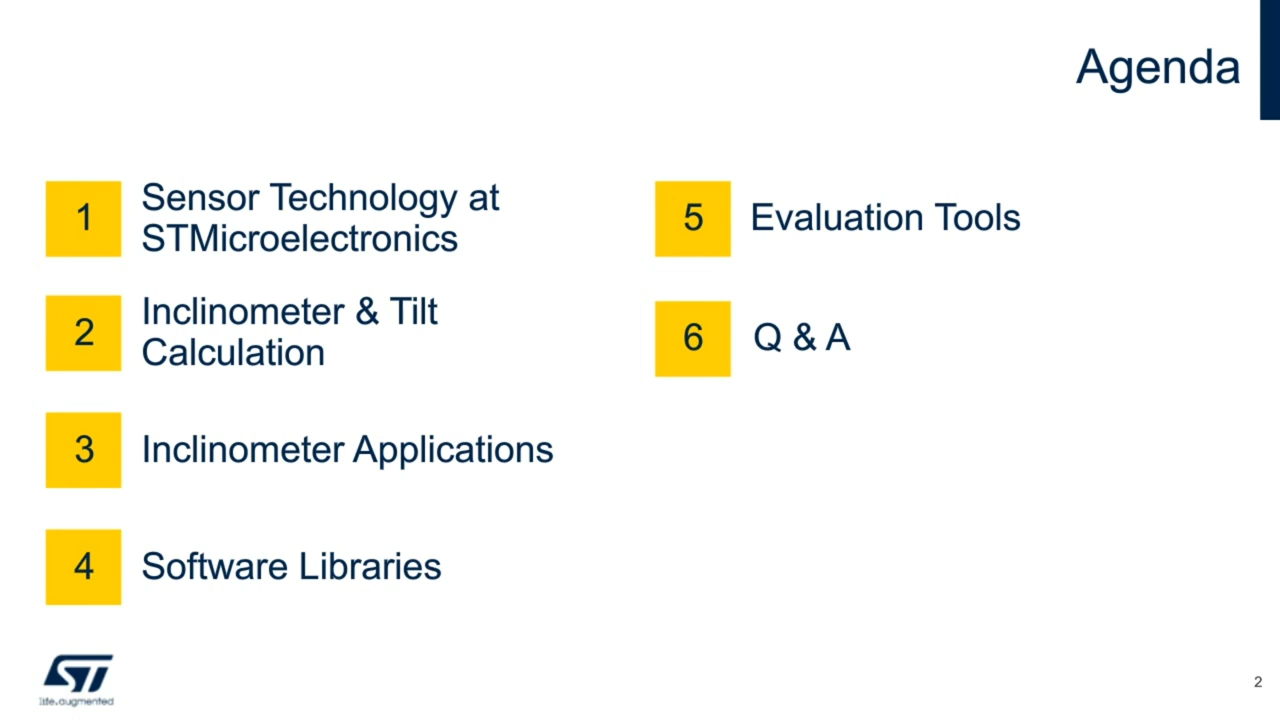 Agenda
1
Sensor Technology at
STMicroelectronics
2
Inclinometer & Tilt
Calculation
3
Inclinometer Applications
4
Software Libraries
5
Evaluation Tools
6
Q & A
ST
life.augmented
2